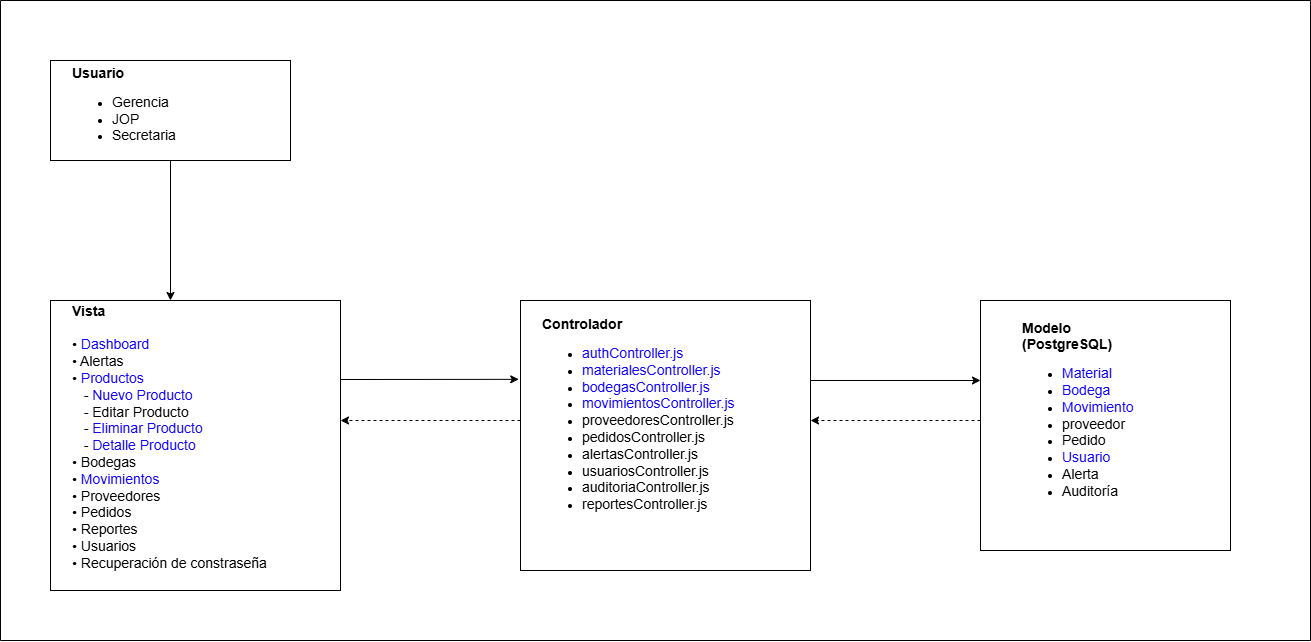 Usuario
• Gerencia
• JOP
• Secretaria
Vista
• Dashboard
• Alertas
• Productos
- Nuevo Producto
- Editar Producto
- Eliminar Producto
- Detalle Producto
• Bodegas
• Movimientos
• Proveedores
• Pedidos
• Reportes
• Usuarios
• Recuperación de constraseña
Controlador
• authController.js
• materialesController.js
• bodegasController.js
• movimientosController.js
• proveedoresController.js
• pedidosController.js
• alertasController.js
• usuariosController.js
• auditoriaController.js
• reportesController.js
Modelo
(PostgreSQL)
• Material
• Bodega
• Movimiento
• proveedor
• Pedido
• Usuario
• Alerta
• Auditoría